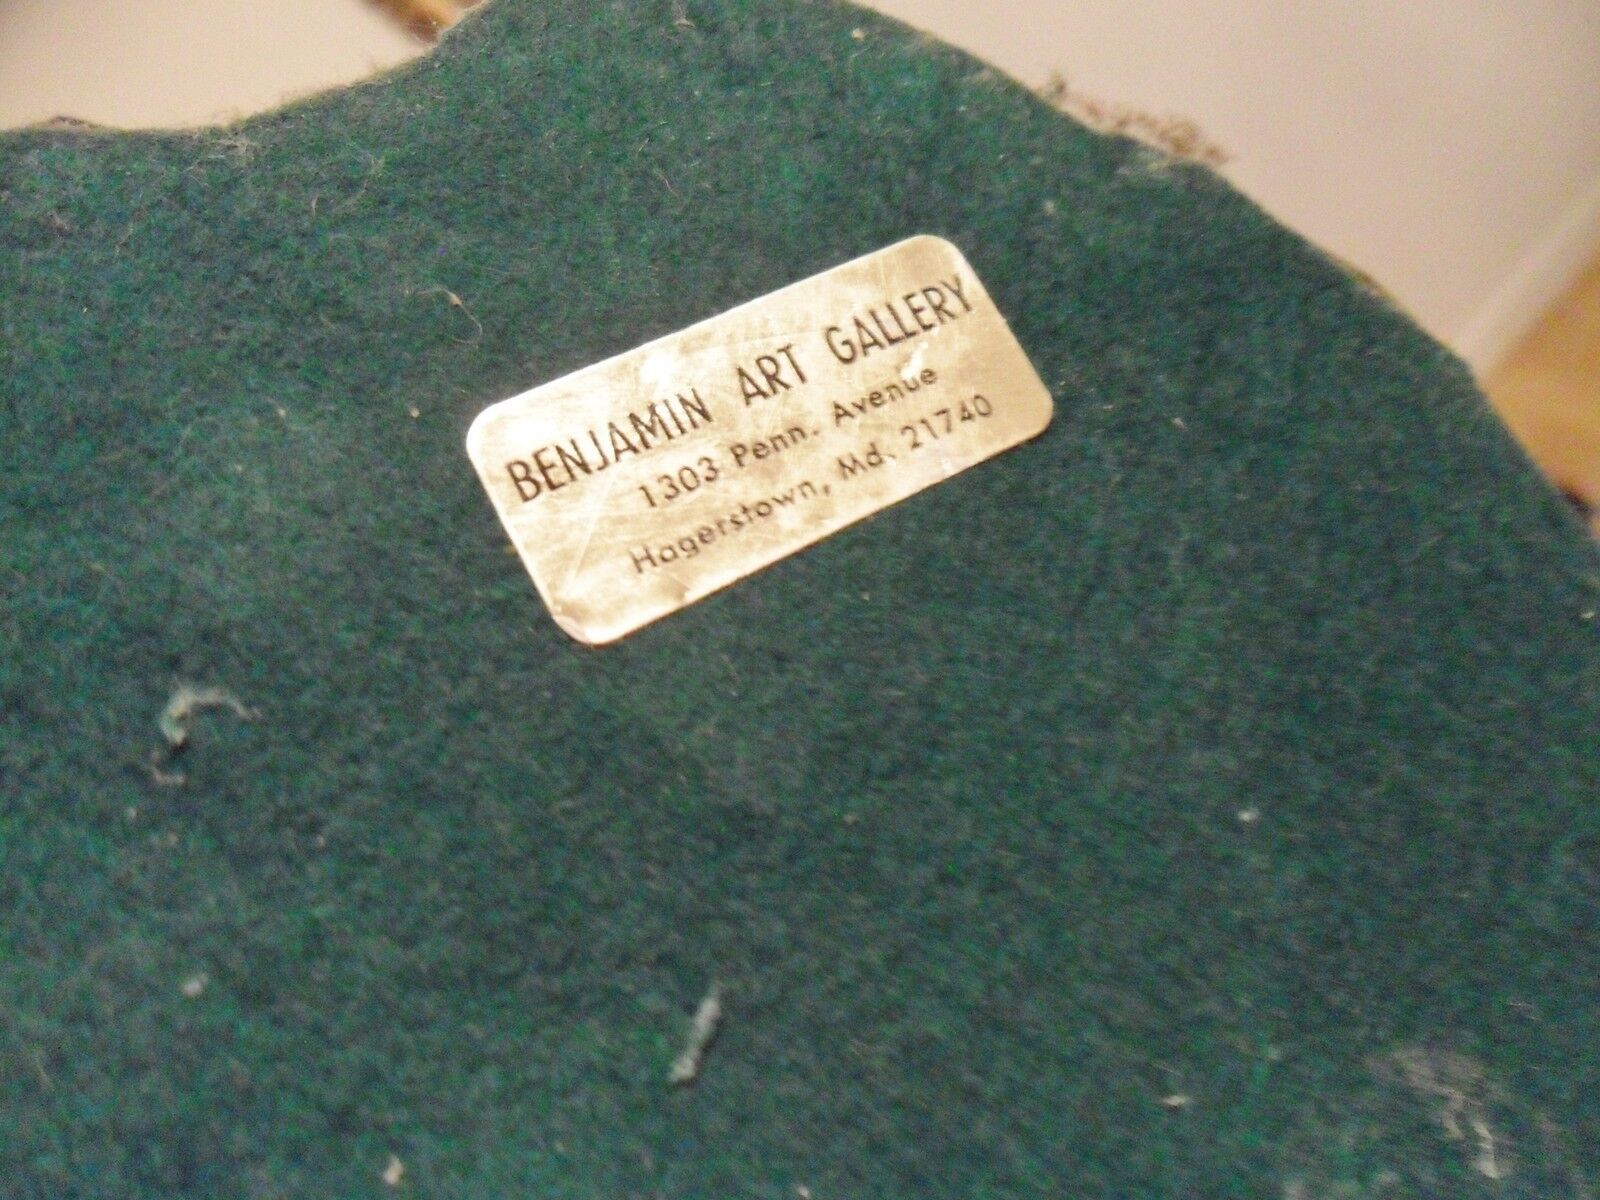 BENJAMIN ART GALLERY
1303 Penn. Avenue
Hagerstown, Md. 21740